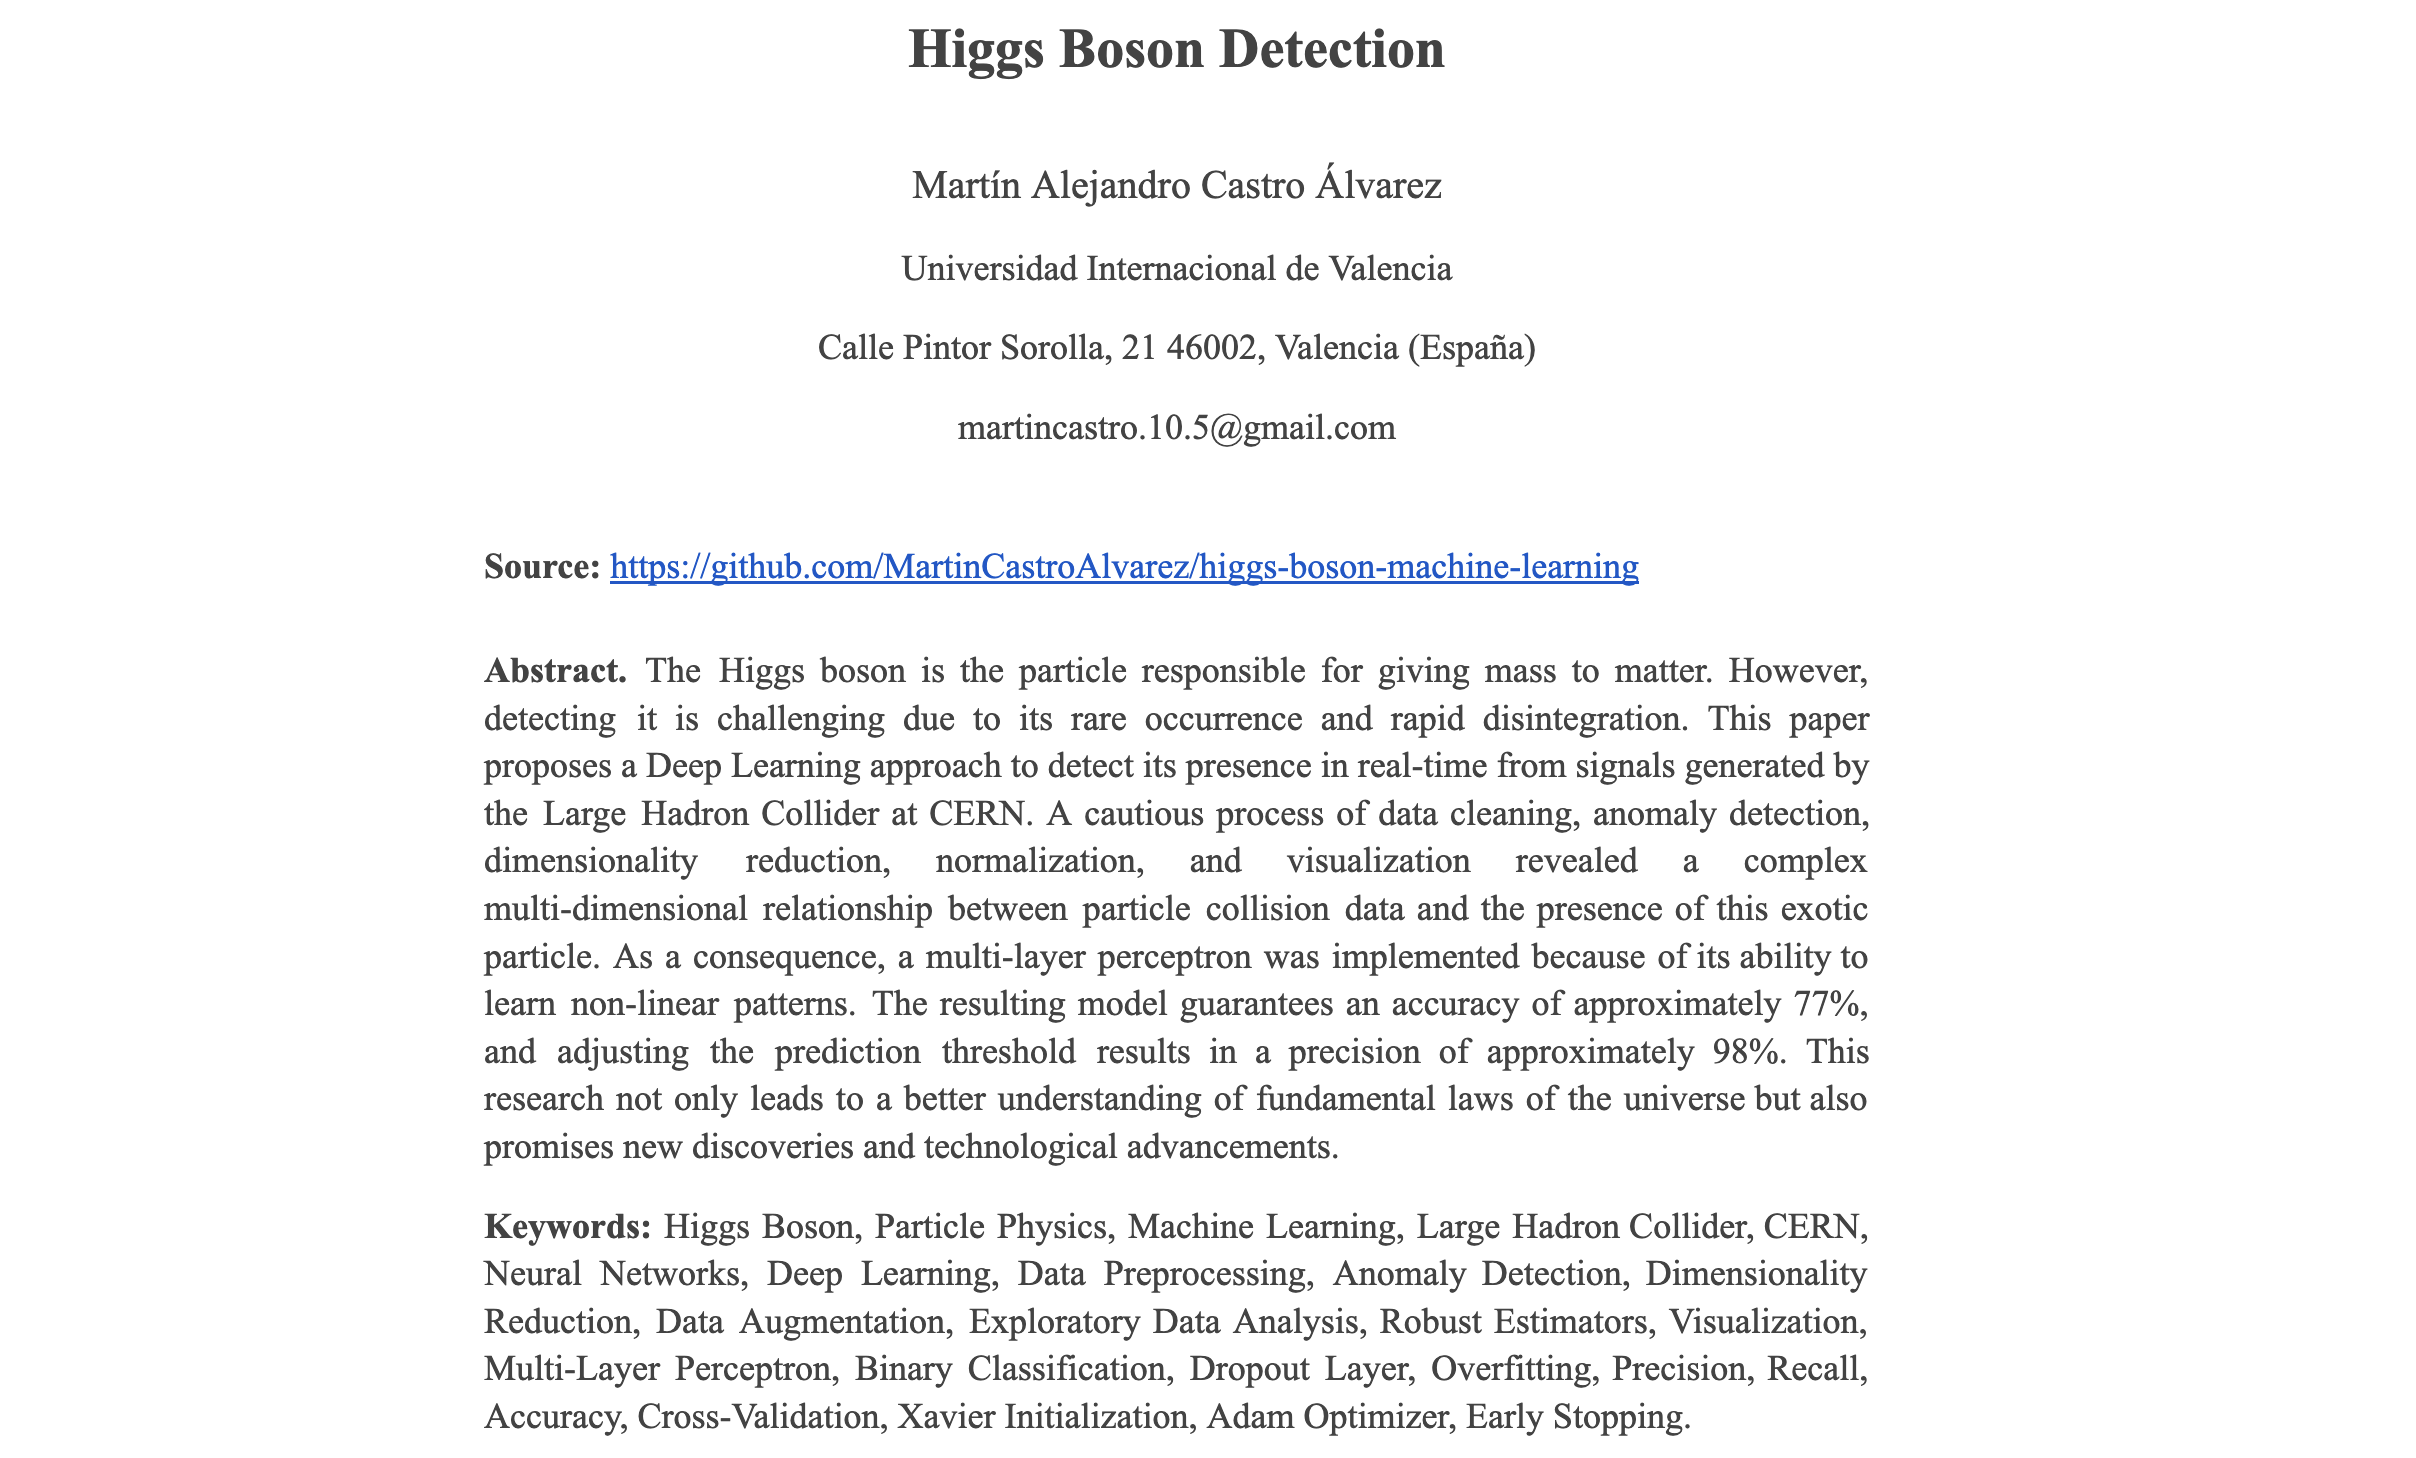 Higgs Boson Detection
Martín Alejandro Castro Álvarez
Universidad Internacional de Valencia
Calle Pintor Sorolla, 21 46002, Valencia (España)
martincastro.10.5@gmail.com
Source: https://github.com/MartinCastroAlvarez/higgs-boson-machine-learning
Abstract. The Higgs boson is the particle responsible for giving mass to matter. However,
detecting it is challenging due to its rare occurrence and rapid disintegration. This paper
proposes a Deep Learning approach to detect its presence in real-time from signals generated by
the Large Hadron Collider at CERN. A cautious process of data cleaning, anomaly detection,
dimensionality reduction, normalization, and visualization revealed a complex
multi-dimensional relationship between particle collision data and the presence of this exotic
particle. As a consequence, a multi-layer perceptron was implemented because of its ability to
learn non-linear patterns. The resulting model guarantees an accuracy of approximately 77%,
and adjusting the prediction threshold results in a precision of approximately 98%. This
research not only leads to a better understanding of fundamental laws of the universe but also
promises new discoveries and technological advancements.
Keywords: Higgs Boson, Particle Physics, Machine Learning, Large Hadron Collider, CERN,
Neural Networks, Deep Learning, Data Preprocessing, Anomaly Detection, Dimensionality
Reduction, Data Augmentation, Exploratory Data Analysis, Robust Estimators, Visualization,
Multi-Layer Perceptron, Binary Classification, Dropout Layer, Overfitting, Precision, Recall,
Accuracy, Cross-Validation, Xavier Initialization, Adam Optimizer, Early Stopping.